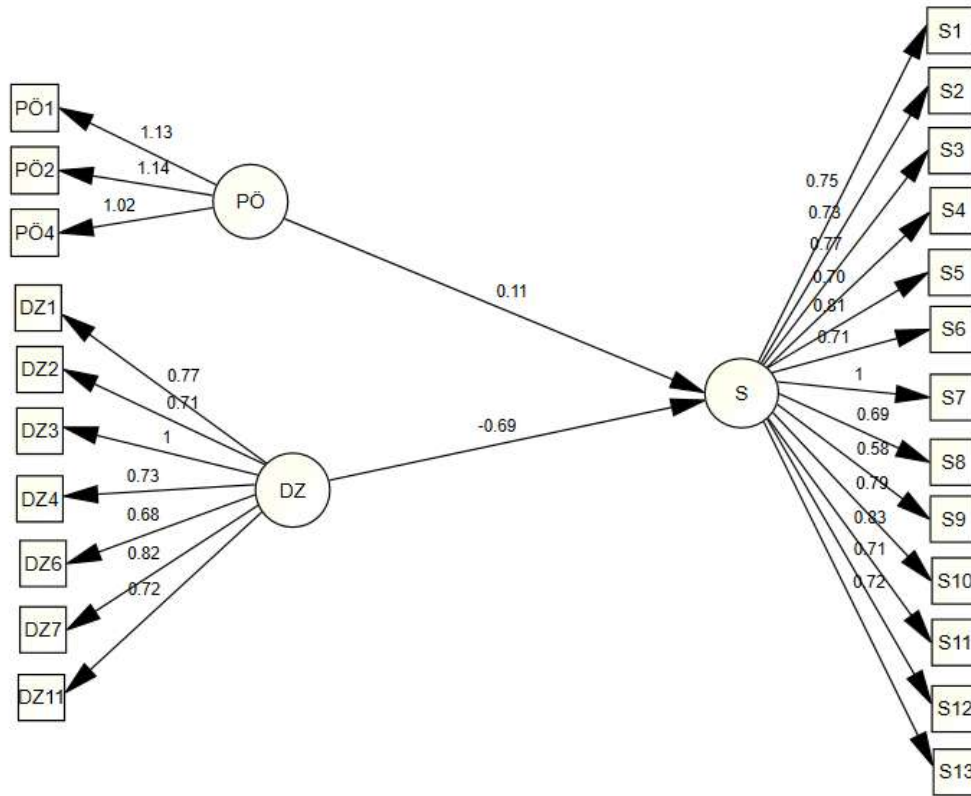 PÖ1
PÖ2
PÖ4
1.13
1.14
1.02
PÖ
0.11
DZ1
DZ2
DZ3
DZ4
DZ6
DZ7
DZ11
0.77
0.71
1
0.73
0.68
0.82
0.72
DZ
-0.69
S
0.75
0.73
0.77
0.70
0.81
0.71
1
0.69
0.58
0.79
0.83
0.71
0.72
S1
S2
S3
S4
S5
S6
S7
S8
S9
S10
S11
S12
S13